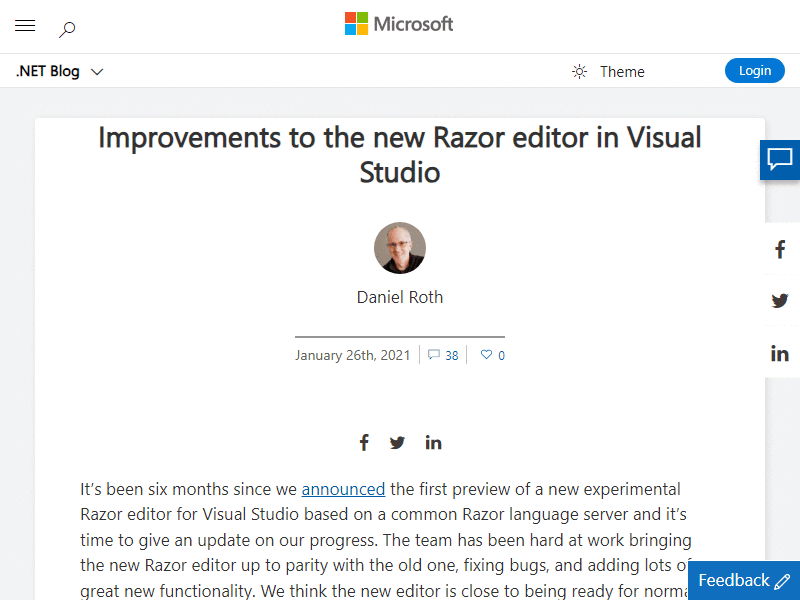 Microsoft
.NET Blog
Theme
Login
Improvements to the new Razor editor in Visual
Studio
Daniel Roth
January 26th, 2021
38
0
It's been six months since we announced the first preview of a new experimental
Razor editor for Visual Studio based on a common Razor language server and it's
time to give an update on our progress. The team has been hard at work bringing
the new Razor editor up to parity with the old one, fixing bugs, and adding lots of
great new functionality. We think the new editor is close to being ready for
Feedback